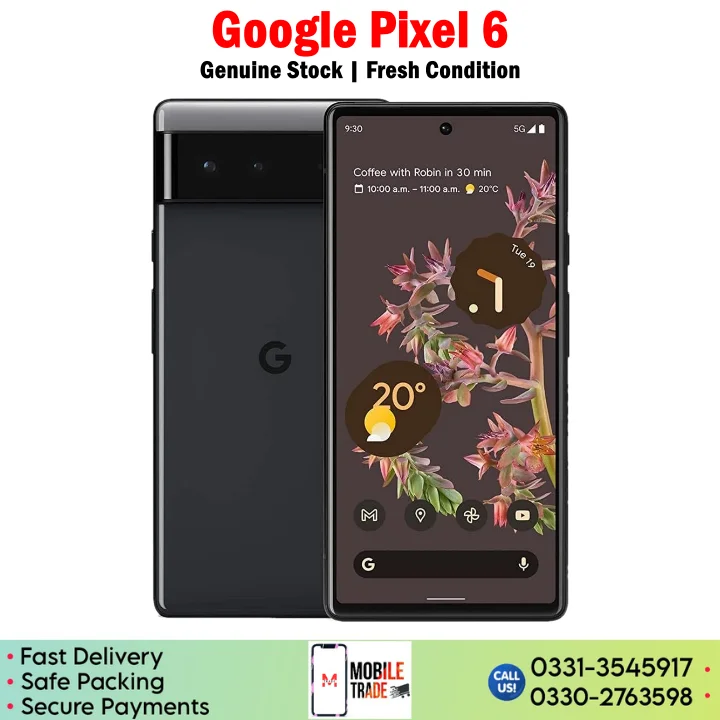 Google Pixel 6
Genuine Stock | Fresh Condition
9:30
5G
Coffee with Robin in 30 min
10:00 a.m. – 11:00 a.m. 20°C
Tue 19
20°
G
G
• Fast Delivery
• Safe Packing
• Secure Payments
M
MOBILE
TRADE
CALL
US!
0331-3545917 •
0330-2763598 •